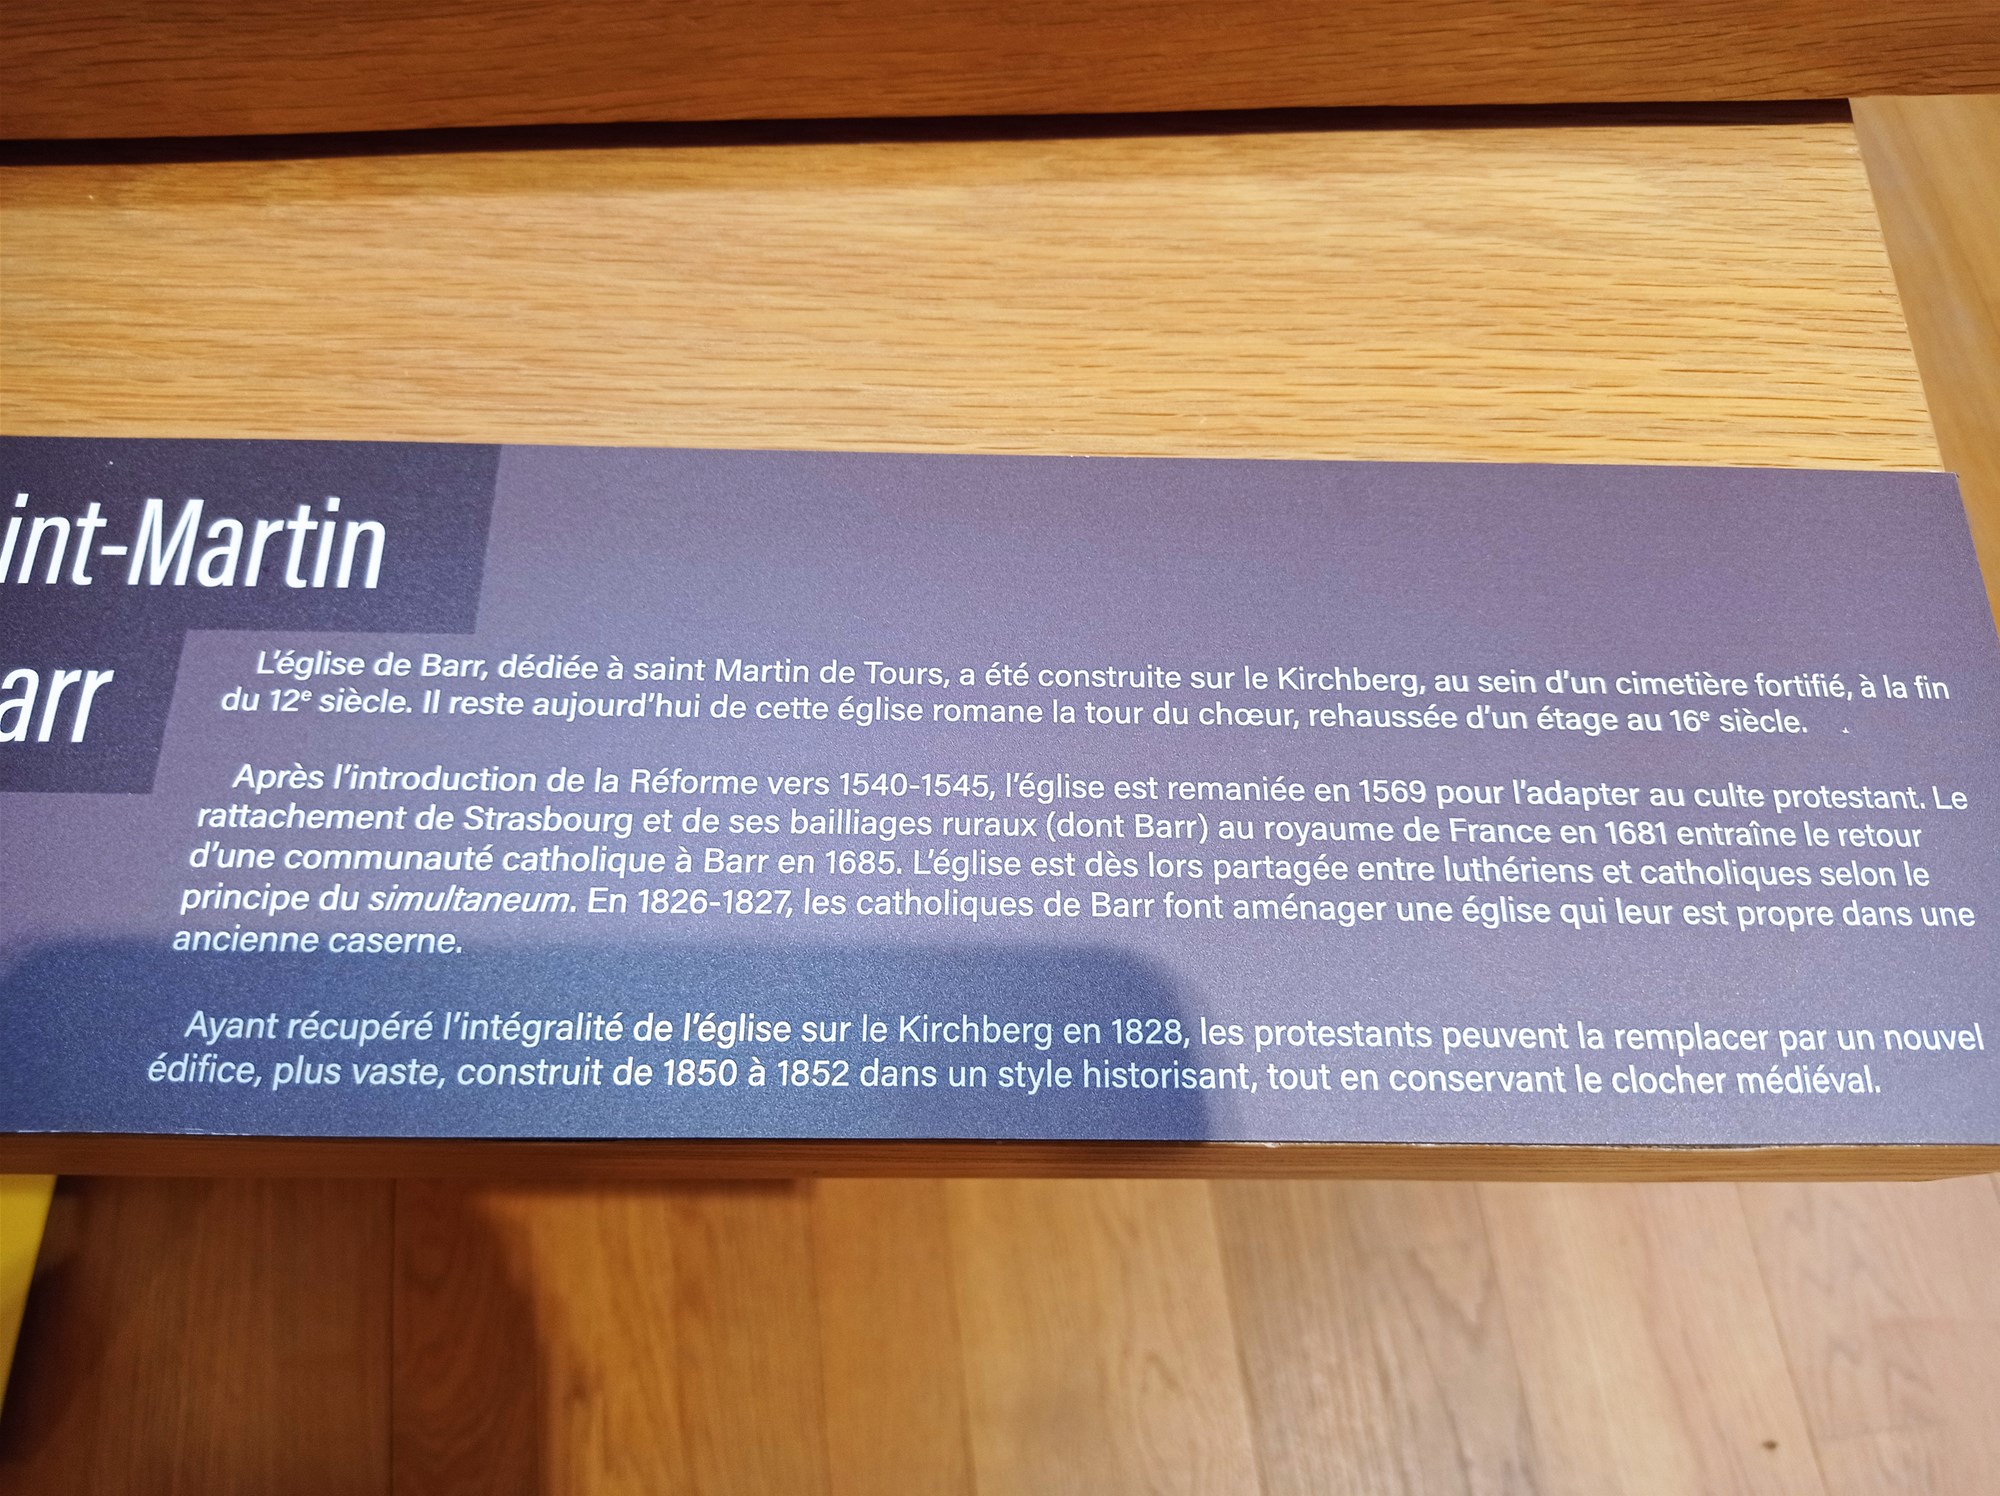 int-Martin
arr
L'église de Barr, dédiée à saint Martin de Tours, a été construite sur le Kirchberg, au sein d'un cimetière fortifié, à la fin
du 12e siècle. Il reste aujourd'hui de cette église romane la tour du chœur, rehaussée d'un étage au 16e siècle.
Après l'introduction de la Réforme vers 1540-1545, l'église est remaniée en 1569 pour l'adapter au culte protestant. Le
rattachement de Strasbourg et de ses bailliages ruraux (dont Barr) au royaume de France en 1681 entraîne le retour
d'une communauté catholique à Barr en 1685. L'église est dès lors partagée entre luthériens et catholiques selon le
principe du simultaneum. En 1826-1827, les catholiques de Barr font aménager une église qui leur est propre dans une
ancienne caserne.
Ayant récupéré l'intégralité de l'église sur le Kirchberg en 1828, les protestants peuvent la remplacer par un nouvel
édifice, plus vaste, construit de 1850 à 1852 dans un style historisant, tout en conservant le clocher médiéval.